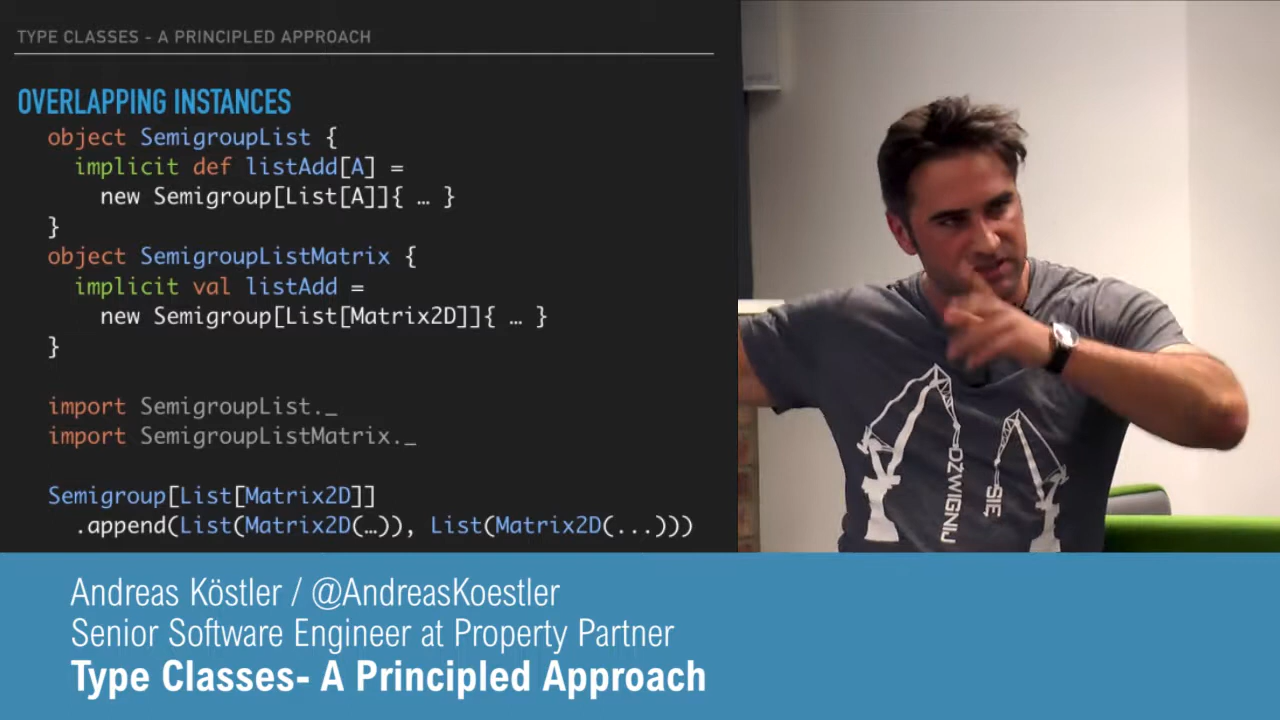 TYPE CLASSES - A PRINCIPLED APPROACH
OVERLAPPING INSTANCES
object SemigroupList {
implicit def listAdd[A] =
new Semigroup[List[A]]{ … }
}
object SemigroupListMatrix {
implicit val listAdd =
new Semigroup[List[Matrix2D]]{ … }
}
import SemigroupList._
import SemigroupListMatrix._
Semigroup[List[Matrix2D]]
.append(List(Matrix2D(…)), List(Matrix2D(...)))
DZWIGNIJ
SIĘ,
Andreas Köstler / @AndreasKoestler
Senior Software Engineer at Property Partner
Type Classes- A Principled Approach